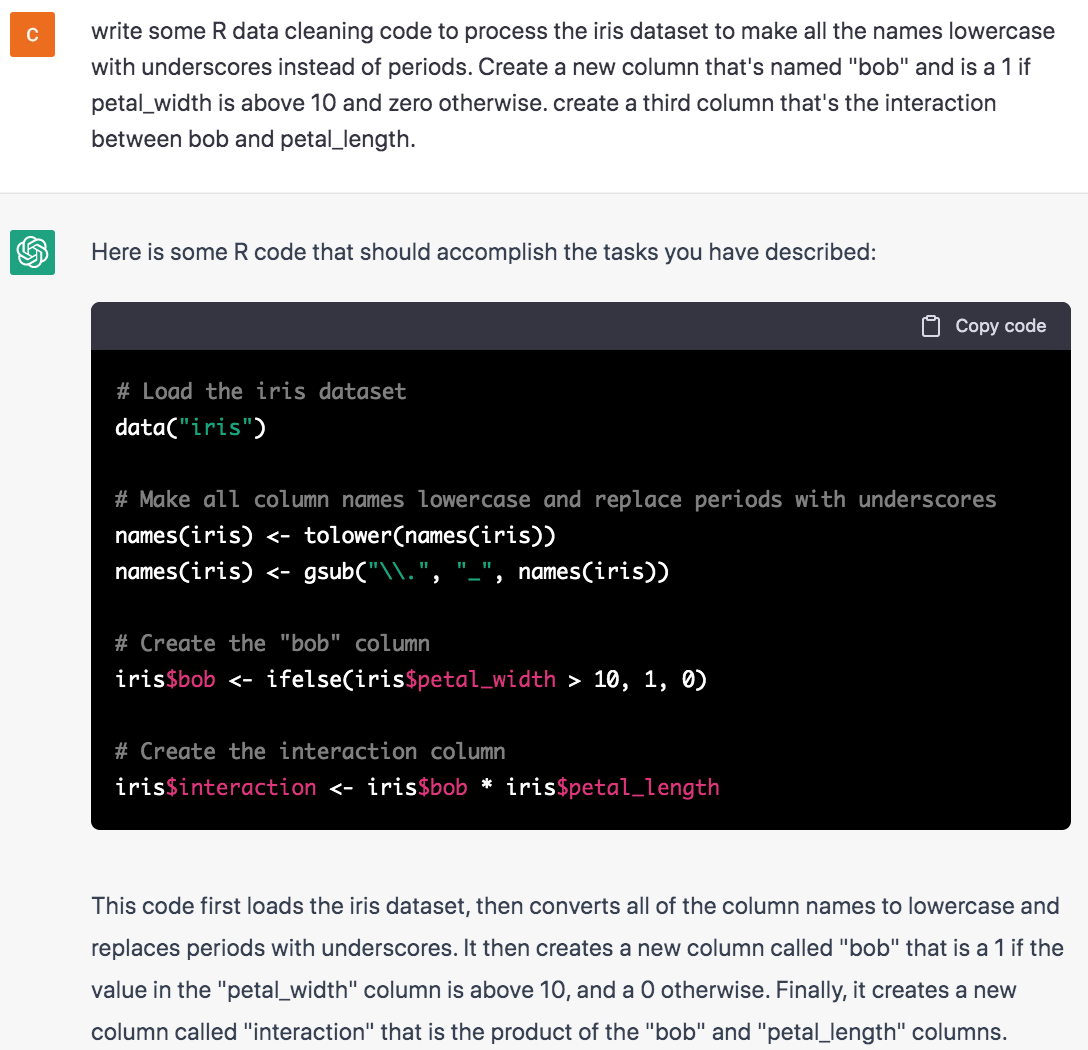 C
write some R data cleaning code to process the iris dataset to make all the names lowercase
with underscores instead of periods. Create a new column that's named "bob" and is a 1 if
petal_width is above 10 and zero otherwise. create a third column that's the interaction
between bob and petal_length.
Here is some R code that should accomplish the tasks you have described:
Copy code
# Load the iris dataset
data("iris")
# Make all column names lowercase and replace periods with underscores
names(iris) <- tolower(names(iris))
names(iris) <- gsub("\\.", "_", names(iris))
# Create the "bob" column
iris$bob <- ifelse(iris$petal_width > 10, 1, 0)
# Create the interaction column
iris$interaction <- iris$bob * iris$petal_length
This code first loads the iris dataset, then converts all of the column names to lowercase and
replaces periods with underscores. It then creates a new column called "bob" that is a 1 if the
value in the "petal_width" column is above 10, and a 0 otherwise. Finally, it creates a new
column called "interaction" that is the product of the "bob" and "petal_length" columns.